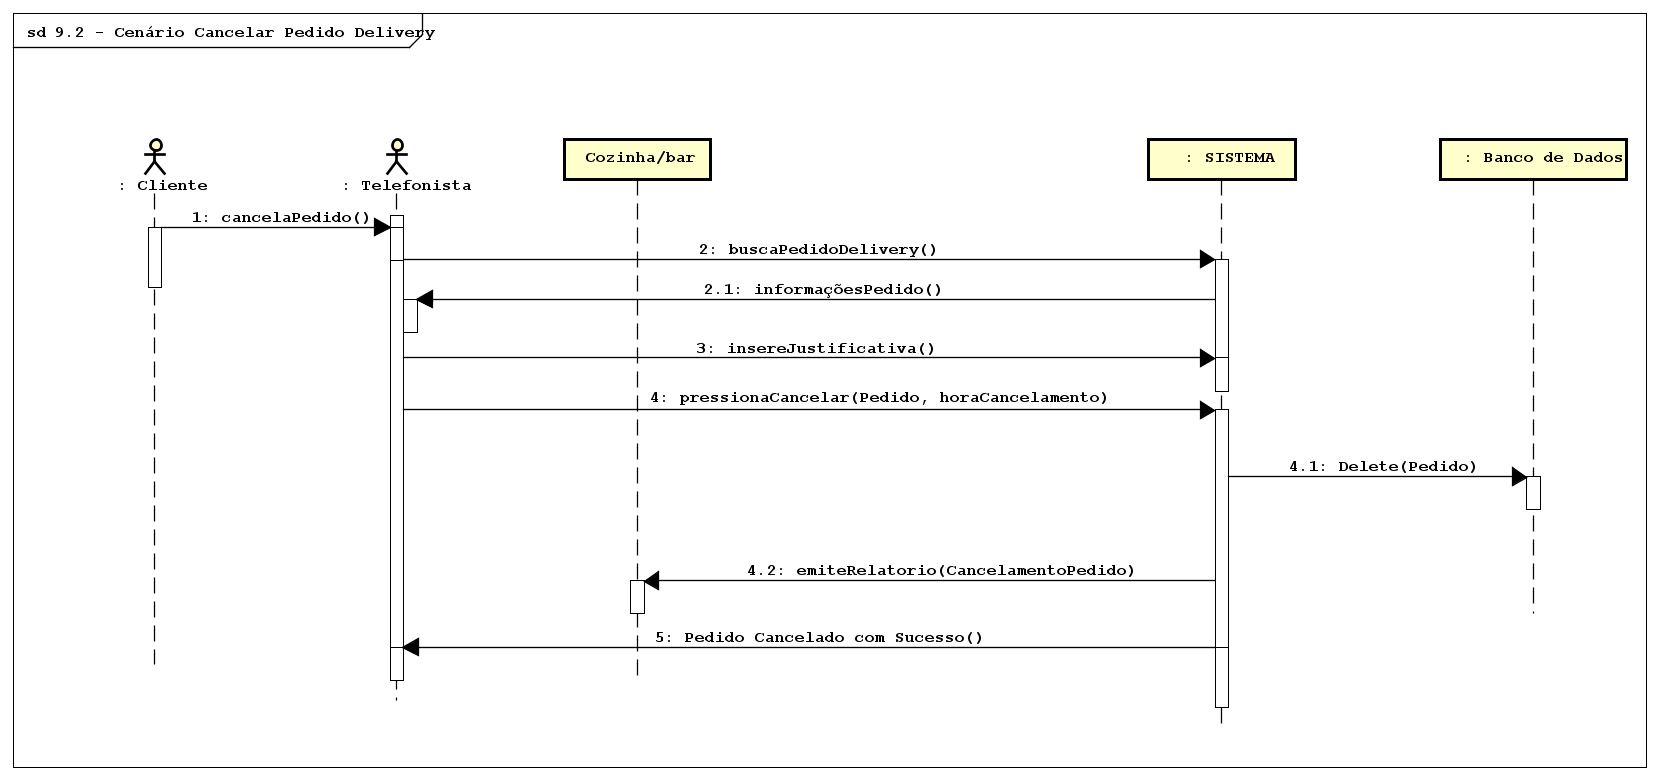 sd 9.2 - Cenário Cancelar Pedido Delivery
: Cliente
: Telefonista
Cozinha/bar
: SISTEMA
: Banco de Dados
1: cancelaPedido()
2: buscaPedidoDelivery()
2.1: informaçõesPedido()
3: insereJustificativa()
4: pressionaCancelar(Pedido, horaCancelamento)
4.1: Delete(Pedido)
4.2: emiteRelatorio(CancelamentoPedido)
5: Pedido Cancelado com Sucesso()